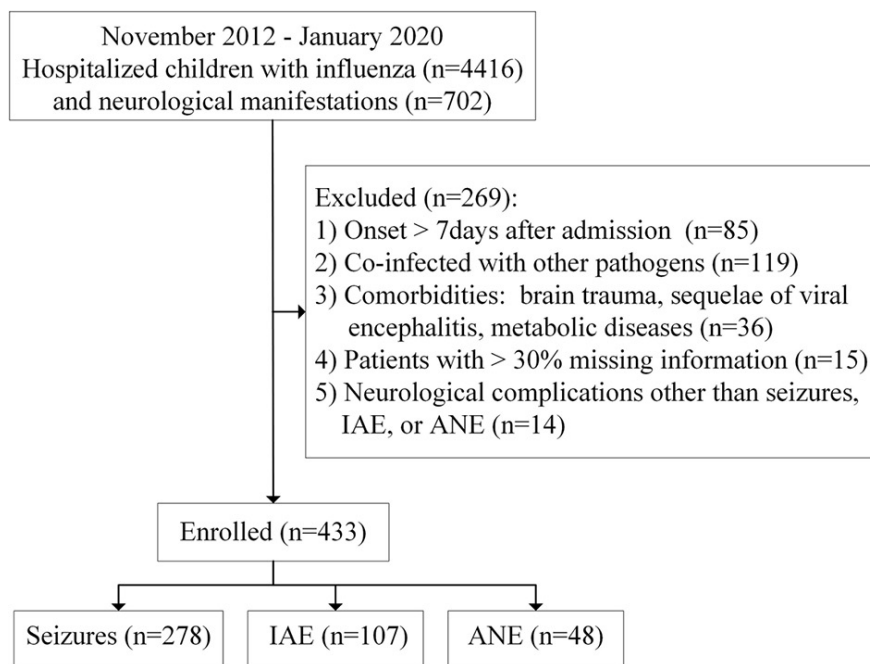 November 2012 - January 2020
Hospitalized children with influenza (n=4416)
and neurological manifestations (n=702)
Excluded (n=269):
1) Onset > 7days after admission (n=85)
2) Co-infected with other pathogens (n=119)
3) Comorbidities: brain trauma, sequelae of viral
encephalitis, metabolic diseases (n=36)
4) Patients with > 30% missing information (n=15)
5) Neurological complications other than seizures,
IAE, or ANE (n=14)
Enrolled (n=433)
Seizures (n=278)
IAE (n=107)
ANE (n=48)